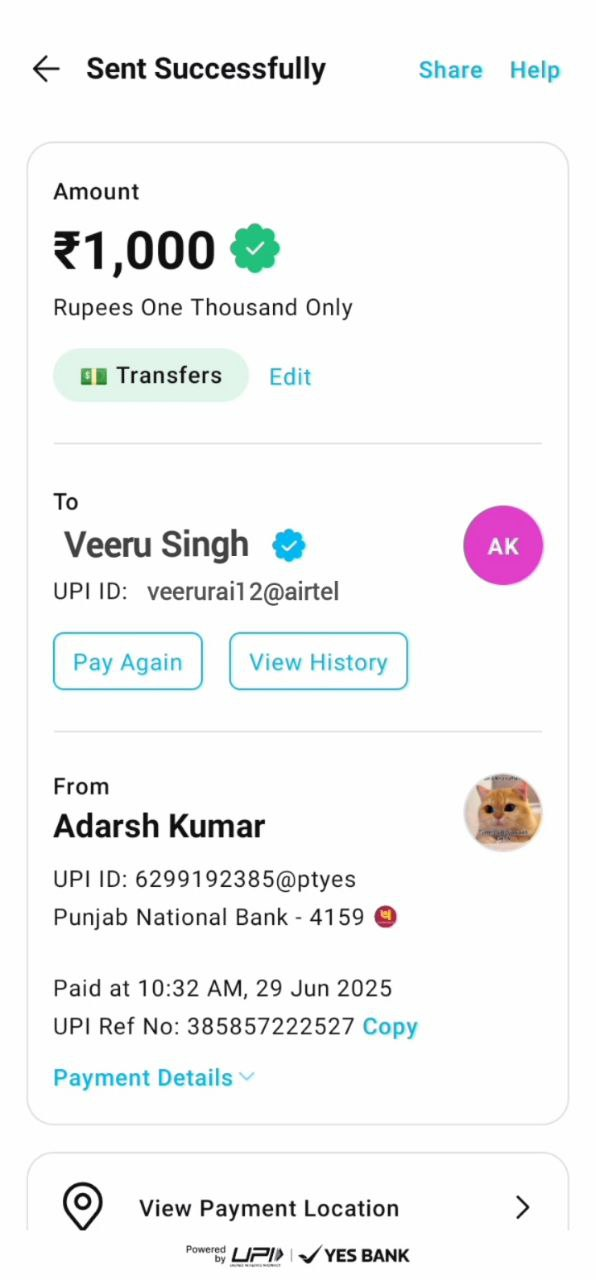 Sent Successfully Share Help
Amount
₹1,000
Rupees One Thousand Only
Transfers Edit
To
Veeru Singh
AK
UPI ID: veerurai12@airtel
Pay Again View History
From
Adarsh Kumar
UPI ID: 6299192385@ptyes
Punjab National Bank - 4159
Paid at 10:32 AM, 29 Jun 2025
UPI Ref No: 385857222527 Copy
Payment Details
View Payment Location
Powered by UPI | YES BANK